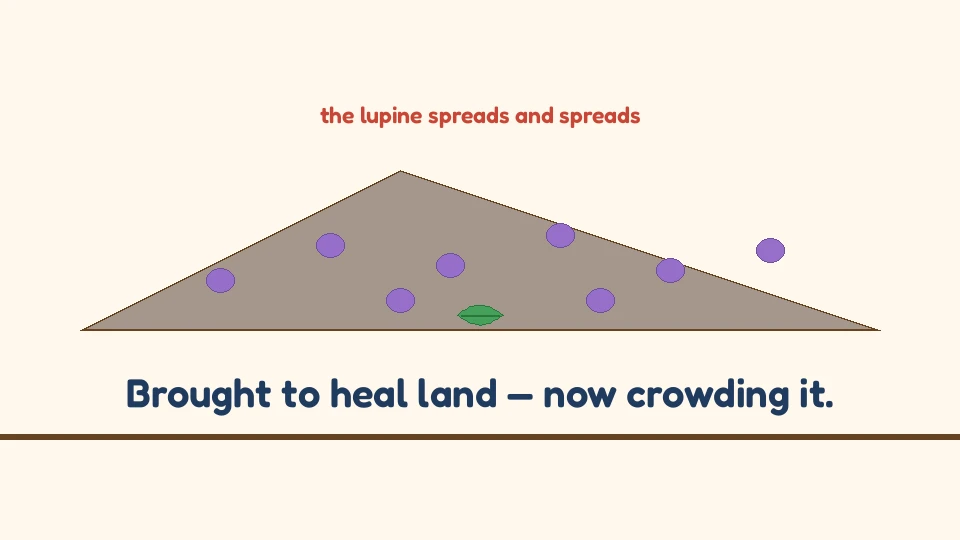 the lupine spreads and spreads
Brought to heal land — now crowding it.